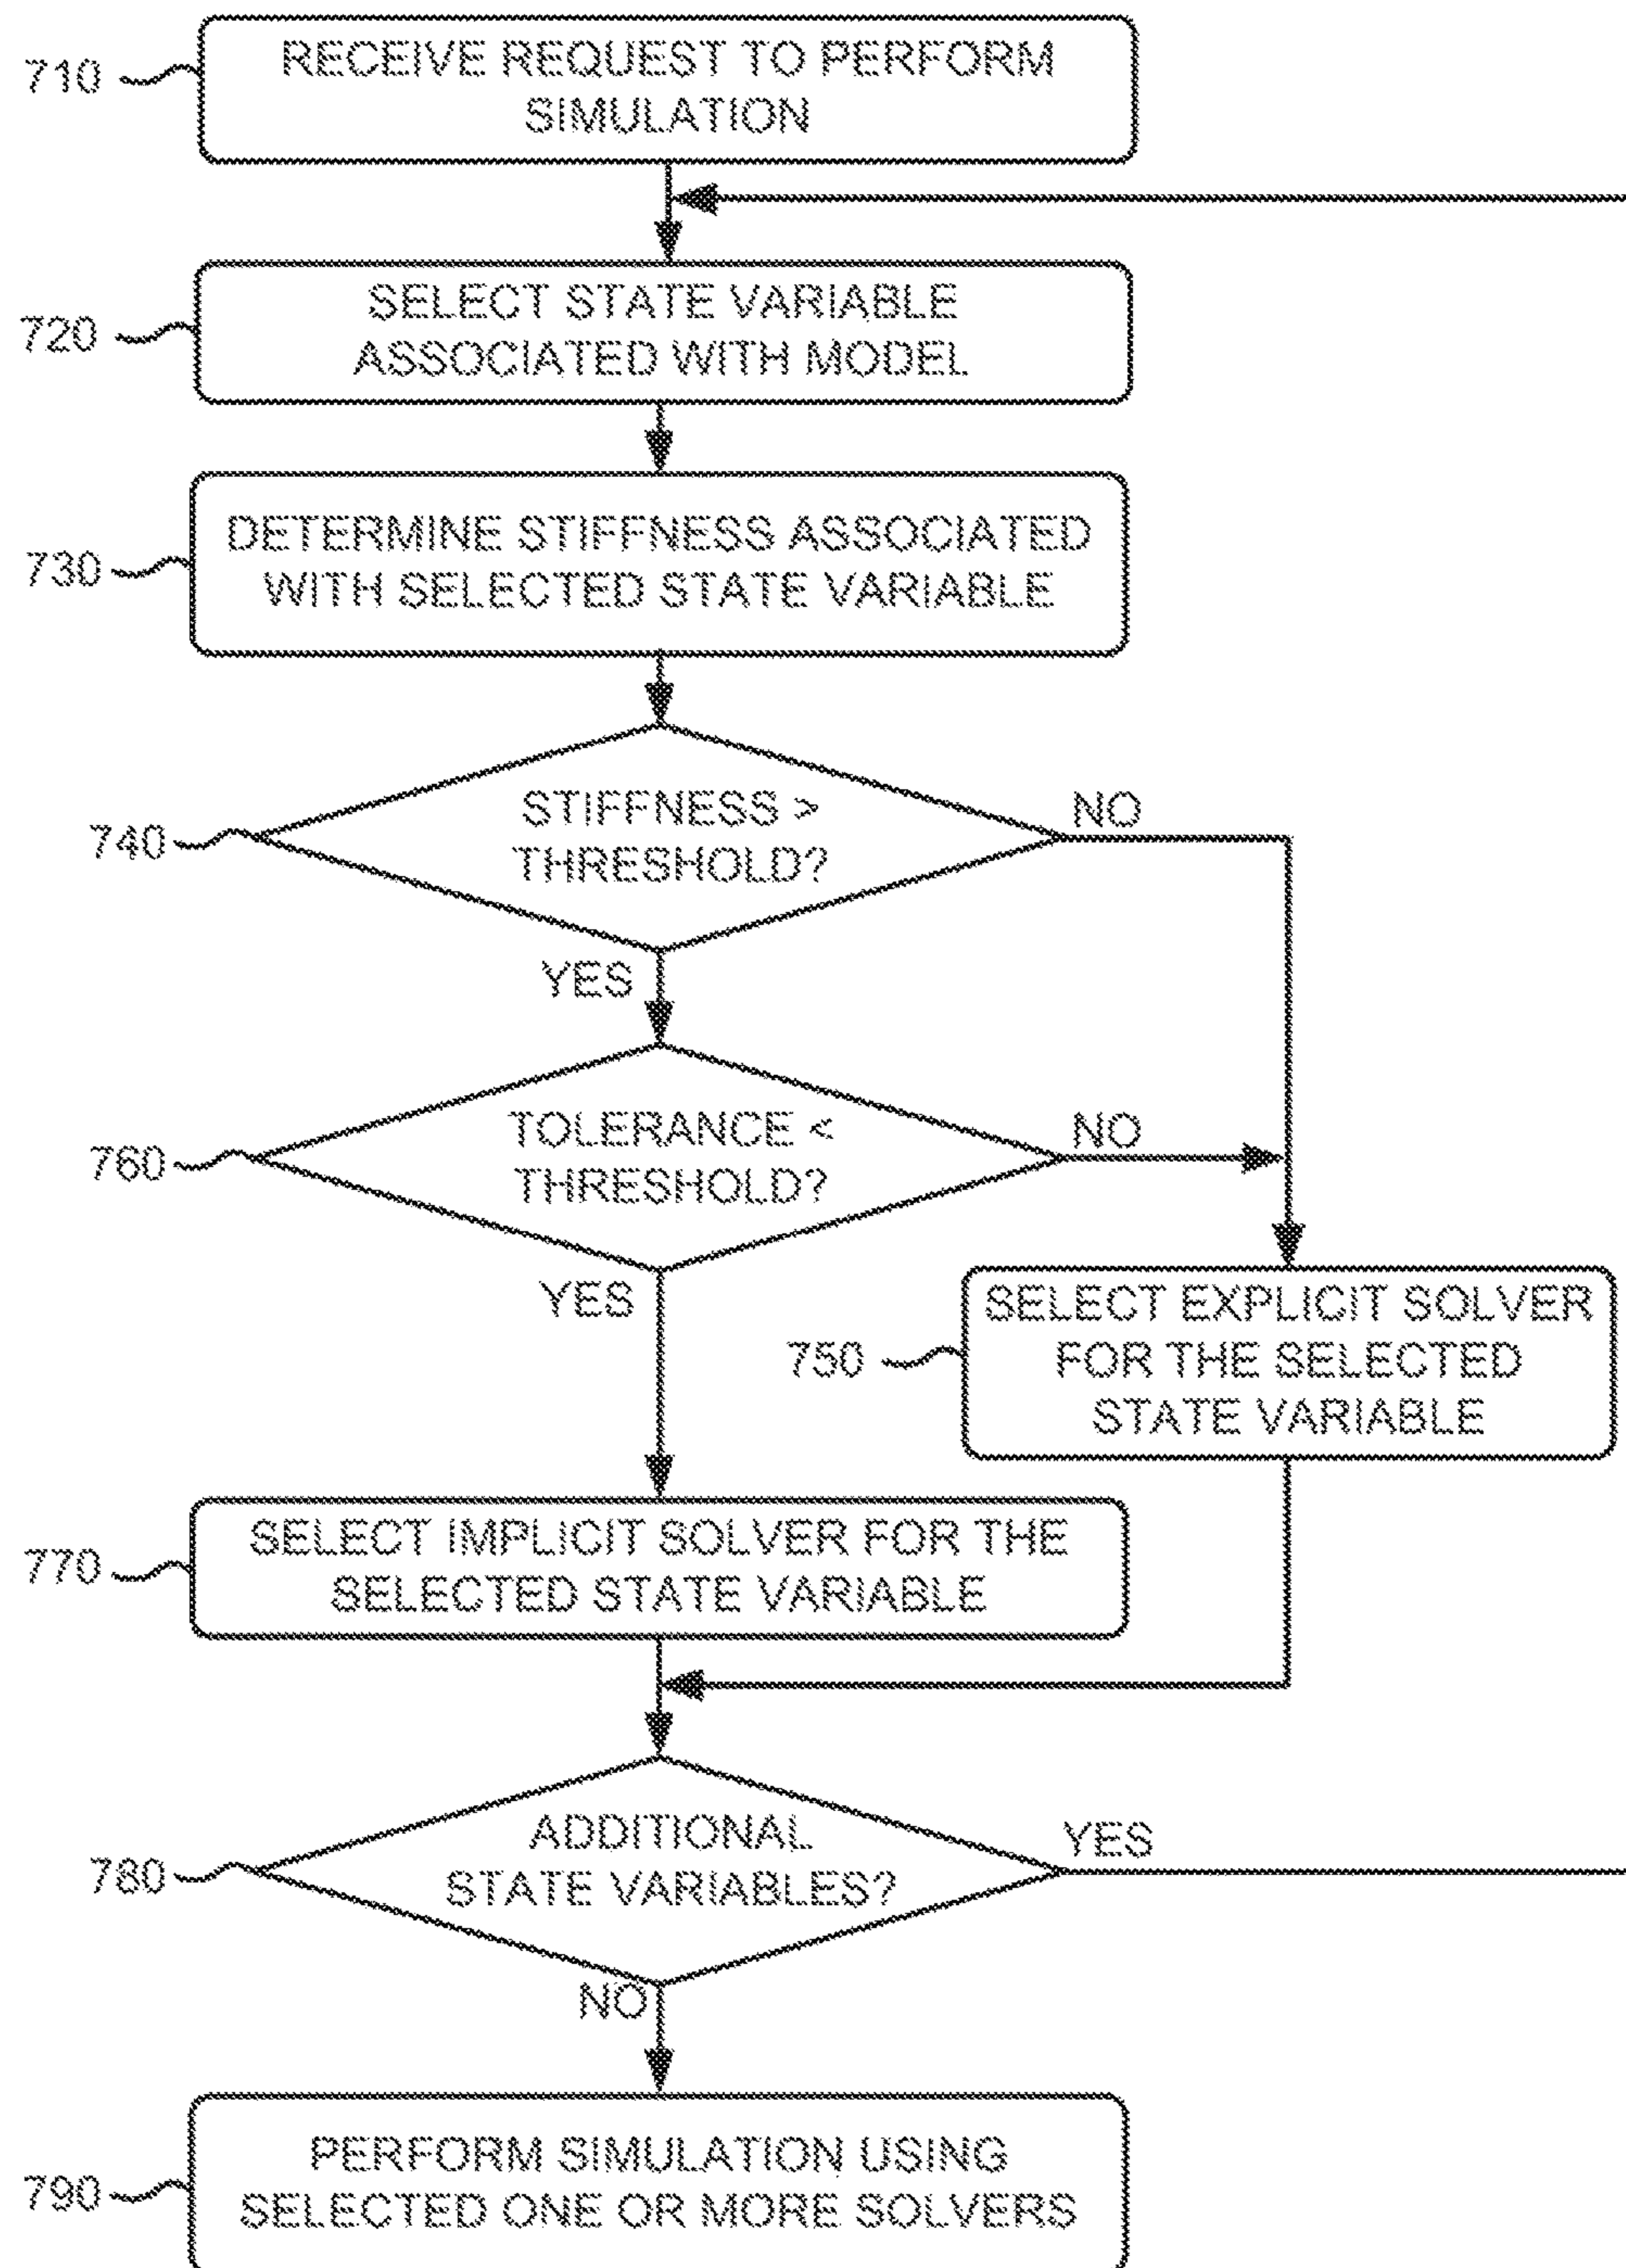 710
RECEIVE REQUEST TO PERFORM
SIMULATION
720
SELECT STATE VARIABLE
ASSOCIATED WITH MODEL
730
DETERMINE STIFFNESS ASSOCIATED
WITH SELECTED STATE VARIABLE
740
STIFFNESS >
THRESHOLD?
NO
YES
760
TOLERANCE <
THRESHOLD?
NO
YES
750
SELECT EXPLICIT SOLVER
FOR THE SELECTED
STATE VARIABLE
770
SELECT IMPLICIT SOLVER FOR THE
SELECTED STATE VARIABLE
780
ADDITIONAL
STATE VARIABLES?
YES
NO
790
PERFORM SIMULATION USING
SELECTED ONE OR MORE SOLVERS